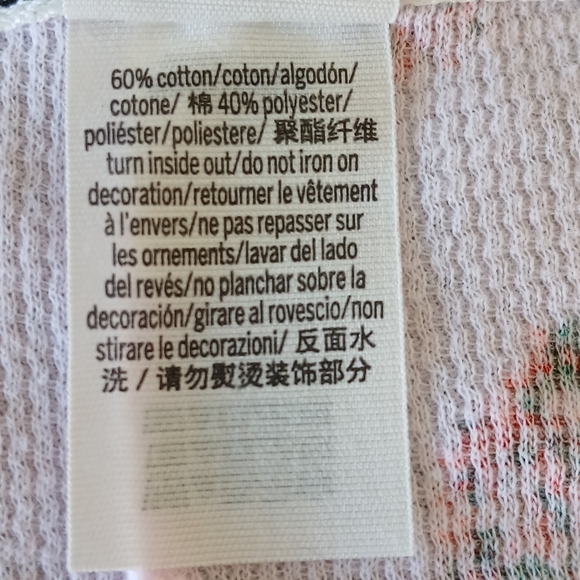 60% cotton/coton/algodón/
cotone/ 棉 40% polyester/
poliéster/poliestere/ 聚酯纤维
turn inside out/do not iron on
decoration/retourner le vêtement
à l'envers/ne pas repasser sur
les ornements/lavar del lado
del revés/no planchar sobre la
decoración/girare al rovescio/non
stirare le decorazioni/ 反面水
洗 / 请勿熨烫装饰部分